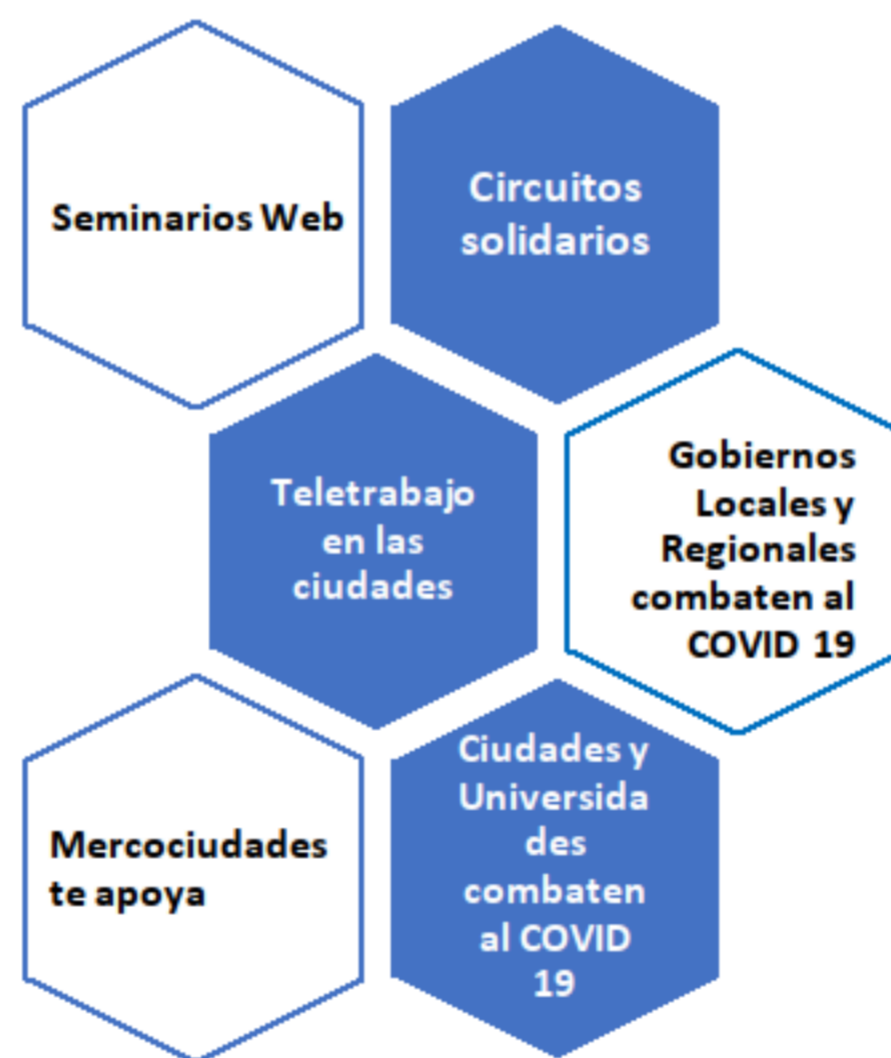 Seminarios Web
Circuitos
solidarios
Teletrabajo
en las
ciudades
Gobiernos
Locales y
Regionales
combaten al
COVID 19
Mercociudades
te apoya
Ciudades y
Universida
des
combaten
al COVID
19